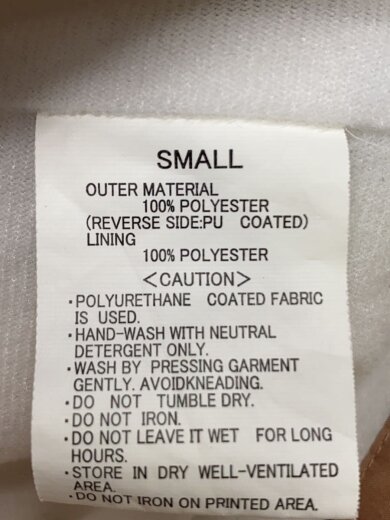 SMALL
OUTER MATERIAL
100% POLYESTER
(REVERSE SIDE:PU COATED)
LINING
100% POLYESTER
<CAUTION>
・POLYURETHANE COATED FABRIC
IS USED.
・HAND-WASH WITH NEUTRAL
DETERGENT ONLY.
・WASH BY PRESSING GARMENT
GENTLY. AVOIDKNEADING.
・DO NOT TUMBLE DRY.
・DO NOT IRON.
・DO NOT LEAVE IT WET FOR LONG
HOURS.
・STORE IN DRY WELL-VENTILATED
AREA.
・DO NOT IRON ON PRINTED AREA.